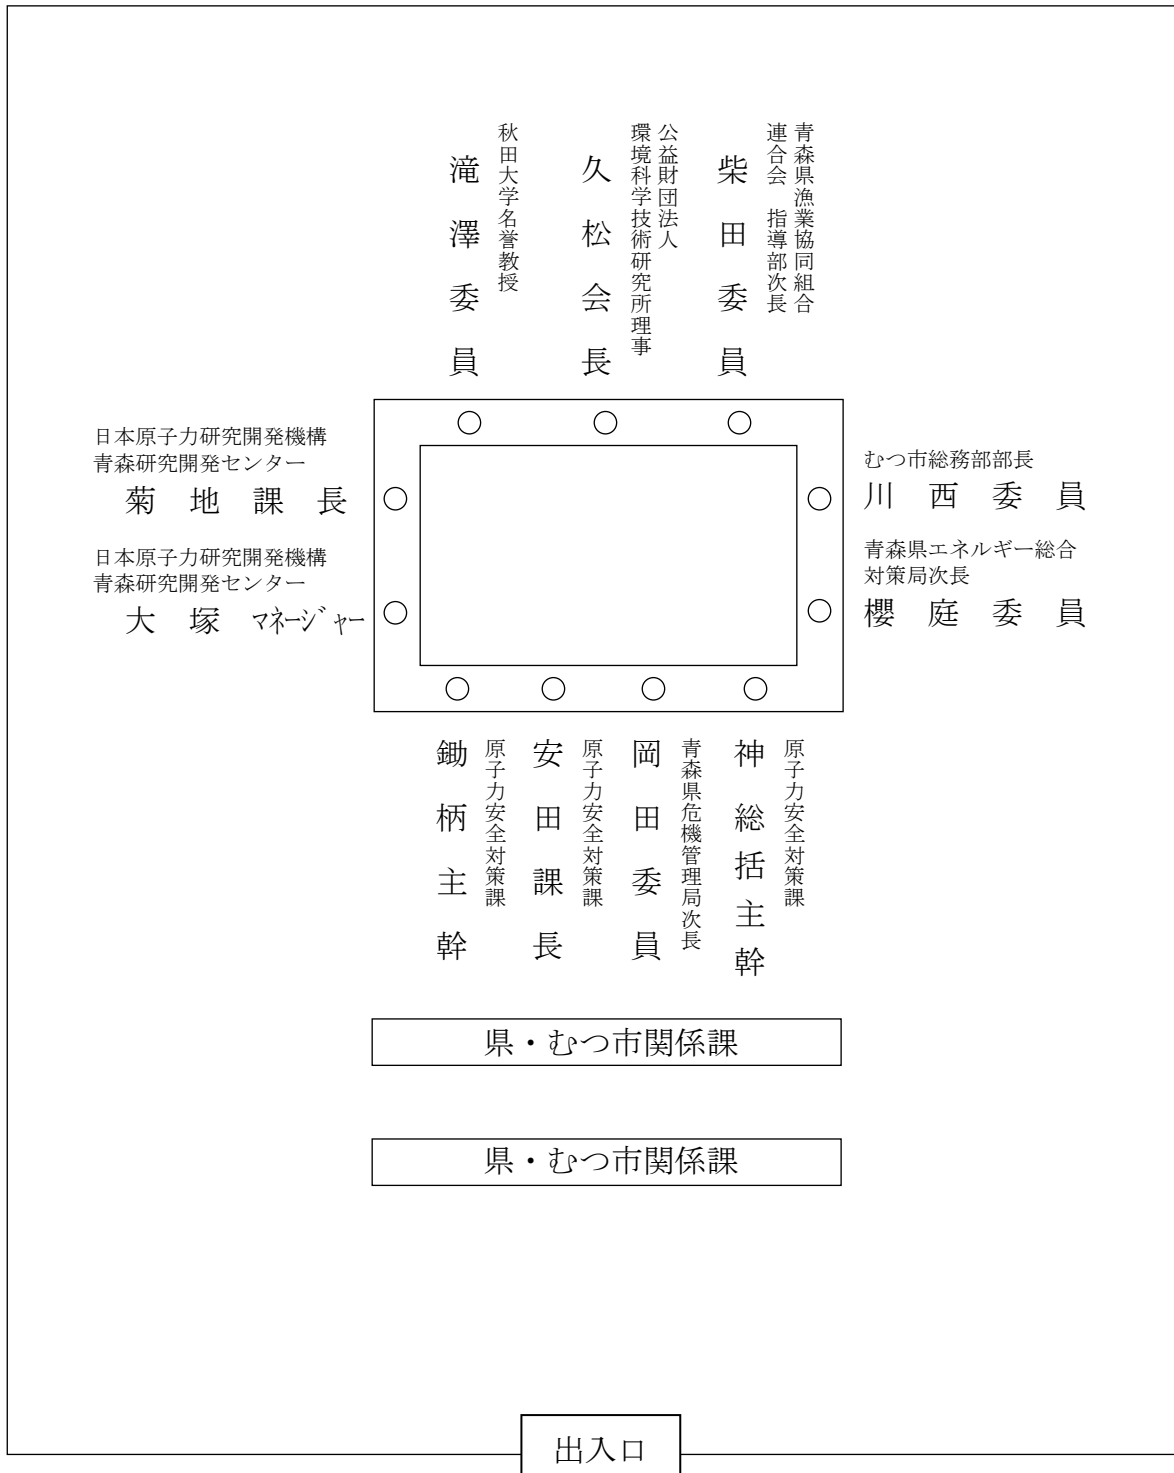 青森県漁業協同組合
連合会 指導部次長
柴田委員
公益財団法人
環境科学技術研究所理事
久松会長
秋田大学名誉教授
滝澤委員
日本原子力研究開発機構
青森研究開発センター
菊地課長
日本原子力研究開発機構
青森研究開発センター
大塚 マネージャー
むつ市総務部部長
川西委員
青森県エネルギー総合
対策局次長
櫻庭委員
原子力安全対策課
神総括主幹
青森県危機管理局次長
岡田委員
原子力安全対策課
安田課長
原子力安全対策課
鋤柄主幹
県・むつ市関係課
県・むつ市関係課
出入口